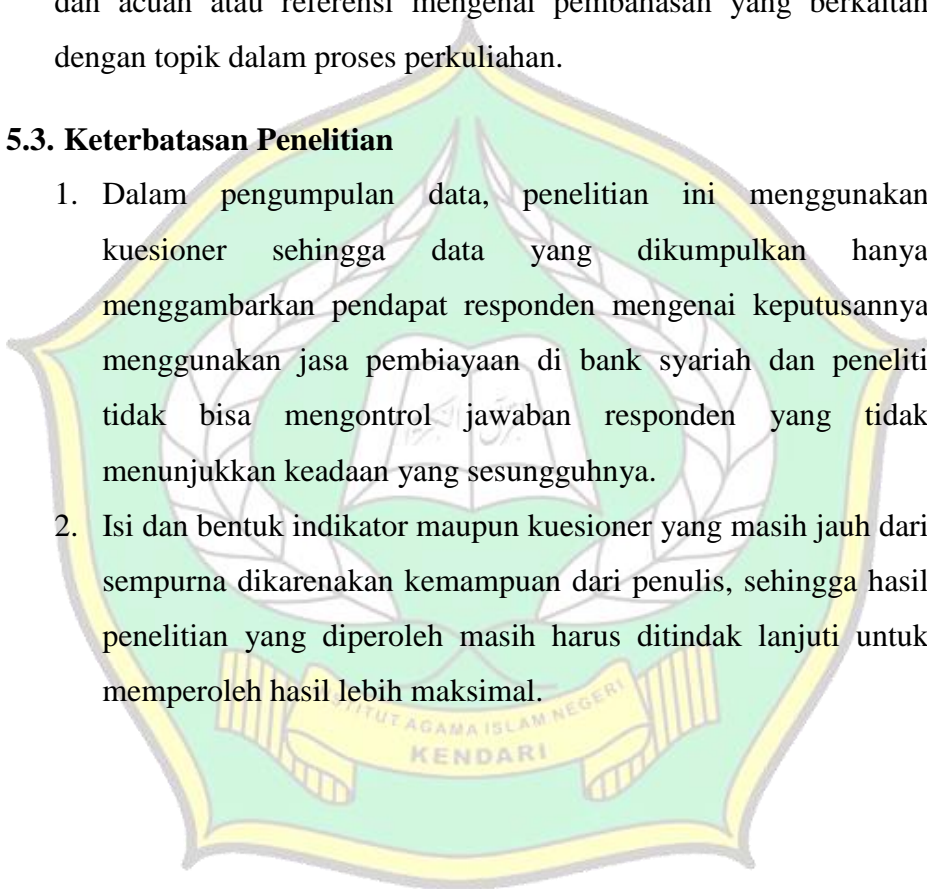 dan acuan atau referensi mengenai pembahasan yang berkaitan
dengan topik dalam proses perkuliahan.
5.3. Keterbatasan Penelitian
1. Dalam pengumpulan data, penelitian ini menggunakan
kuesioner sehingga data yang dikumpulkan hanya
menggambarkan pendapat responden mengenai keputusannya
menggunakan jasa pembiayaan di bank syariah dan peneliti
tidak bisa mengontrol jawaban responden yang tidak
menunjukkan keadaan yang sesungguhnya.
2. Isi dan bentuk indikator maupun kuesioner yang masih jauh dari
sempurna dikarenakan kemampuan dari penulis, sehingga hasil
penelitian yang diperoleh masih harus ditindak lanjuti untuk
memperoleh hasil lebih maksimal.
INSTITUT AGAMA ISLAM NEGERI
KENDARI